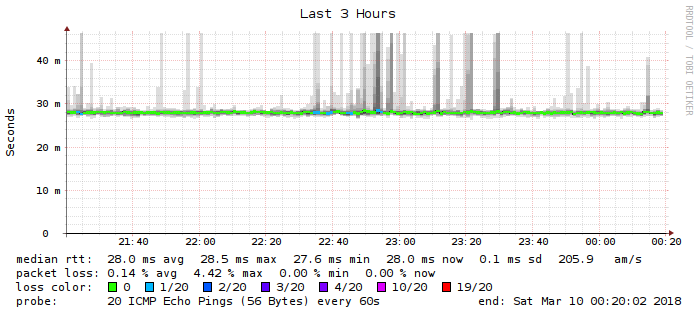 Last 3 Hours
RRDTOOL / TOBI OETIKER
Seconds
40 m
30 m
20 m
10 m
0
21:40 22:00 22:20 22:40 23:00 23:20 23:40 00:00 00:20
median rtt: 28.0 ms avg 28.5 ms max 27.6 ms min 28.0 ms now 0.1 ms sd 205.9 am/s
packet loss: 0.14 % avg 4.42 % max 0.00 % min 0.00 % now
loss color: 0 1/20 2/20 3/20 4/20 10/20 19/20
probe: 20 ICMP Echo Pings (56 Bytes) every 60s end: Sat Mar 10 00:20:02 2018